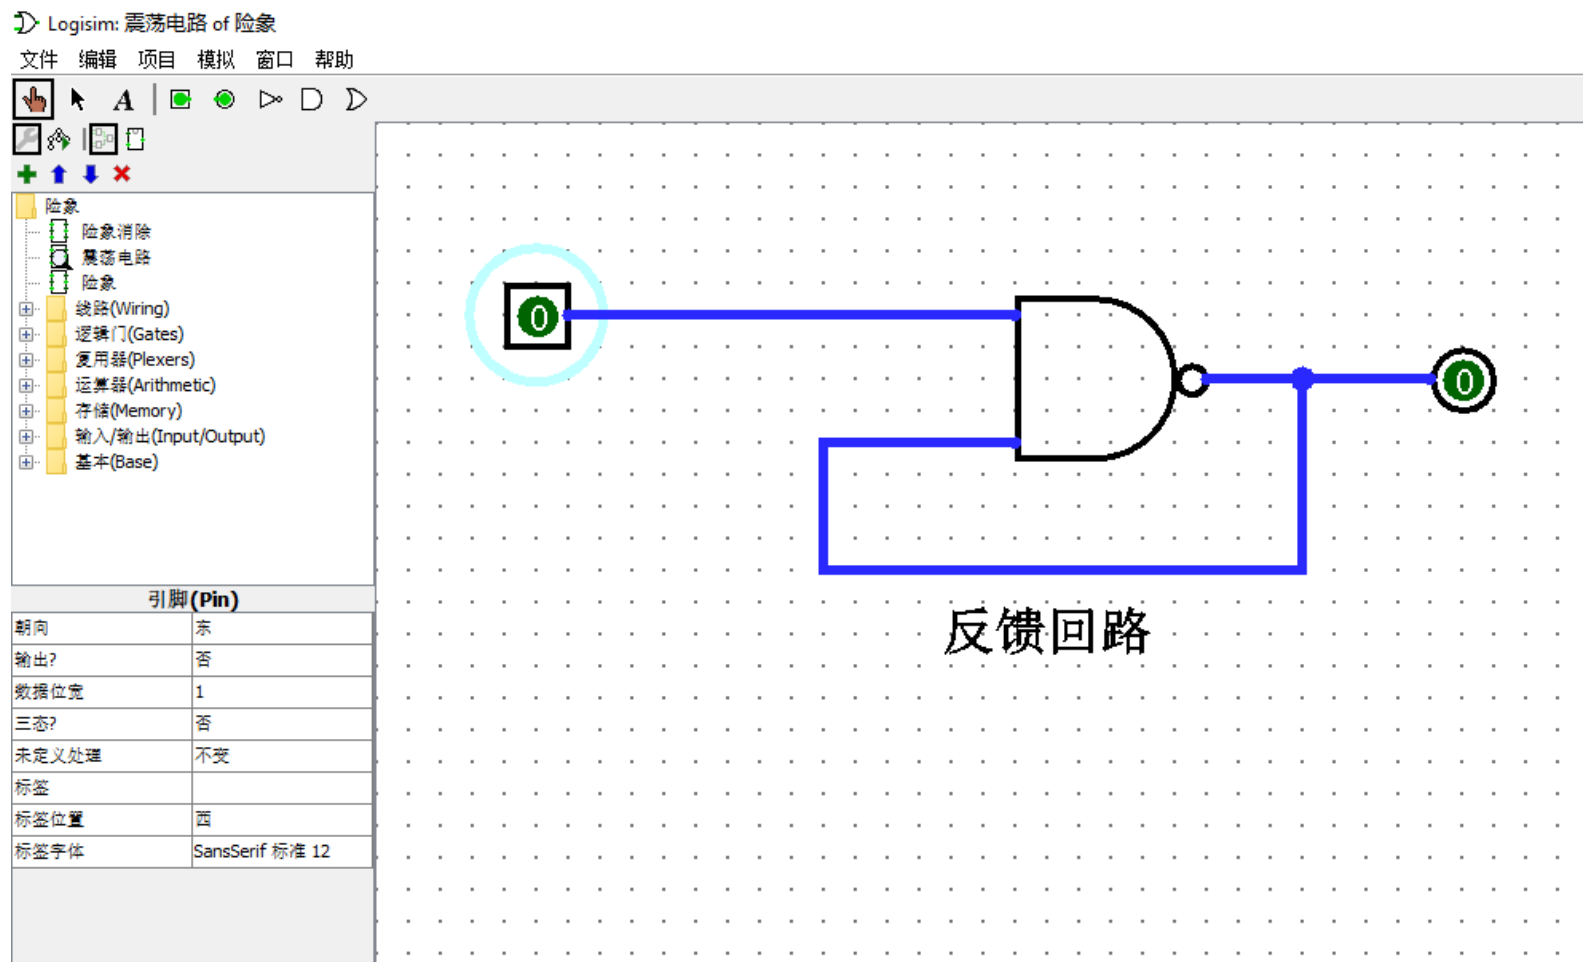 Logisim: 震荡电路 of 险象
文件 编辑 项目 模拟 窗口 帮助
A
险象
险象消除
震荡电路
险象
线路(Wiring)
逻辑门(Gates)
复用器(Plexers)
运算器(Arithmetic)
存储(Memory)
输入/输出(Input/Output)
基本(Base)
引脚(Pin)
朝向 东
输出? 否
数据位宽 1
三态? 否
未定义处理 不变
标签
标签位置 西
标签字体 SansSerif 标准 12
0
0
反馈回路